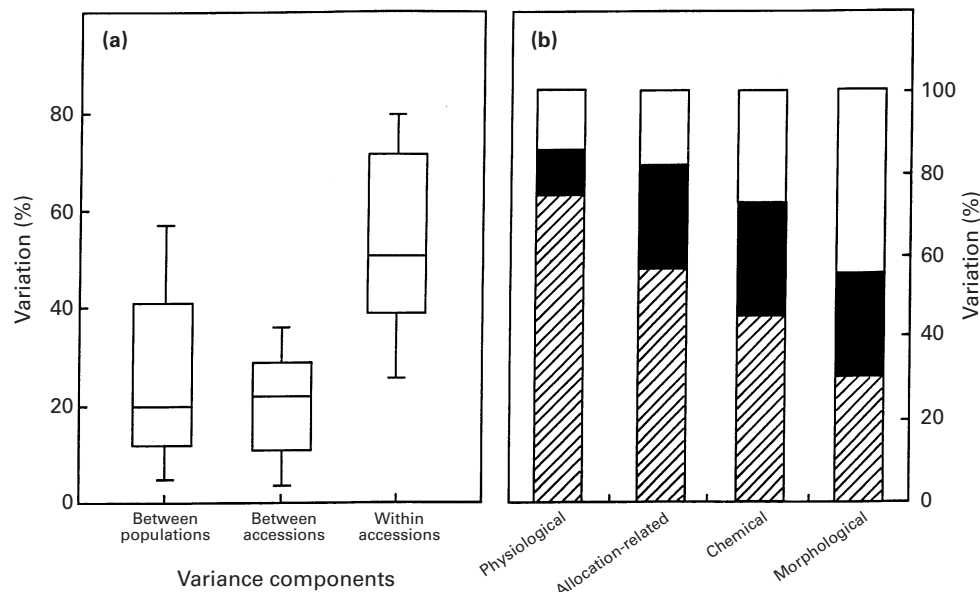 (a)
80
60
40
20
0
Variation (%)
Between
populations
Between
accessions
Within
accessions
Variance components
(b)
100
80
60
40
20
0
Variation (%)
Physiological
Allocation-related
Chemical
Morphological